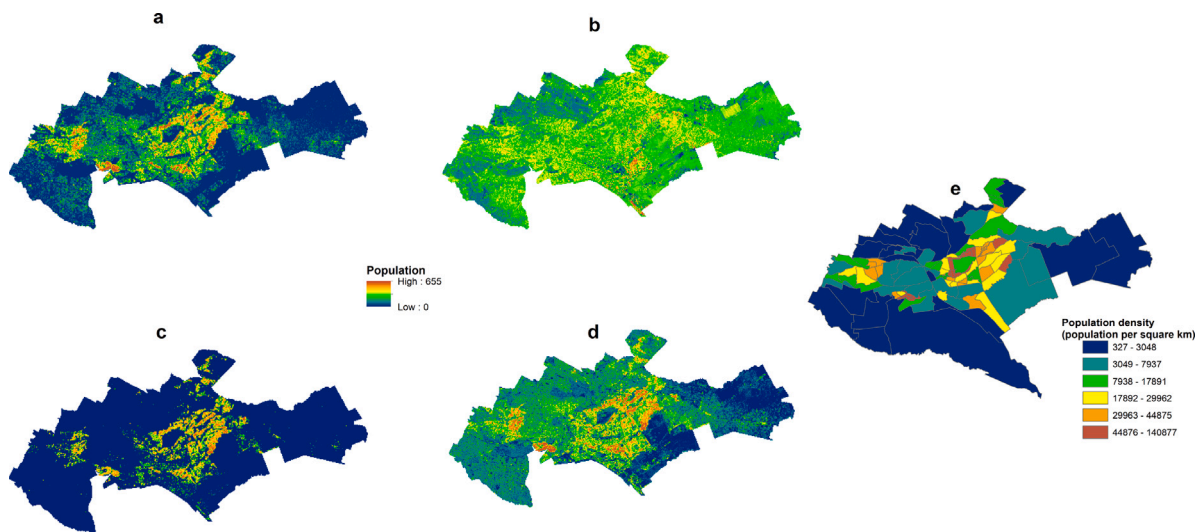 a
b
Population
High : 655
Low : 0
e
c
d
Population density
(population per square km)
327 - 3048
3049 - 7937
7938 - 17891
17892 - 29962
29963 - 44875
44876 - 140877